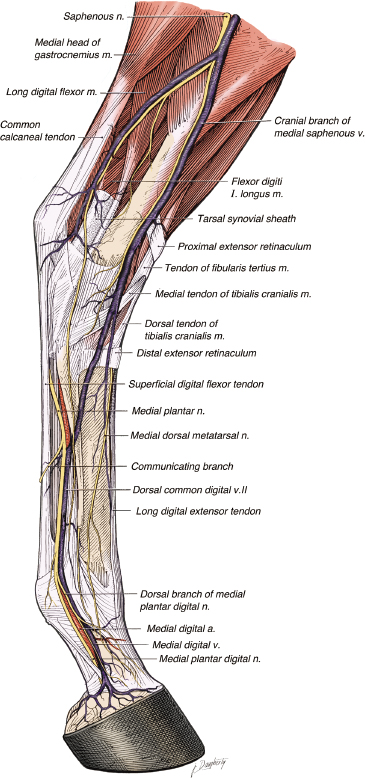 Saphenous n.
Medial head of
gastrocnemius m.
Long digital flexor m.
Common
calcaneal tendon
Cranial branch of
medial saphenous v.
Flexor digiti
I. longus m.
Tarsal synovial sheath
Proximal extensor retinaculum
Tendon of fibularis tertius m.
Medial tendon of tibialis cranialis m.
Dorsal tendon of
tibialis cranialis m.
Distal extensor retinaculum
Superficial digital flexor tendon
Medial plantar n.
Medial dorsal metatarsal n.
Communicating branch
Dorsal common digital v.II
Long digital extensor tendon
Dorsal branch of medial
plantar digital n.
Medial digital a.
Medial digital v.
Medial plantar digital n.